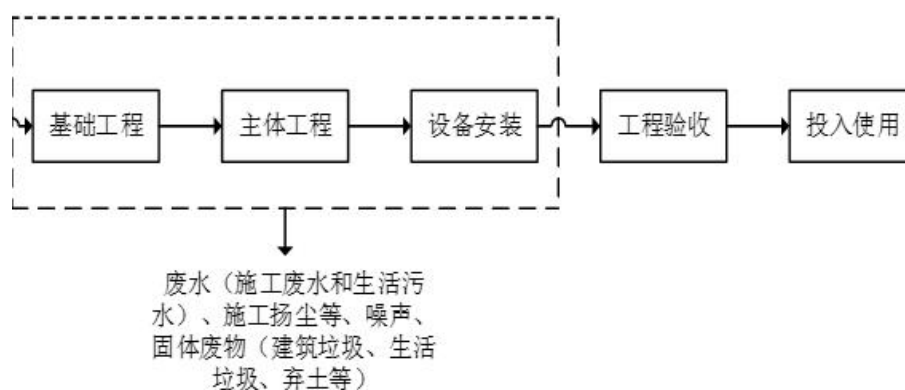 基础工程
主体工程
设备安装
工程验收
投入使用
废水（施工废水和生活污
水）、施工扬尘等、噪声、
固体废物（建筑垃圾、生活
垃圾、弃土等）